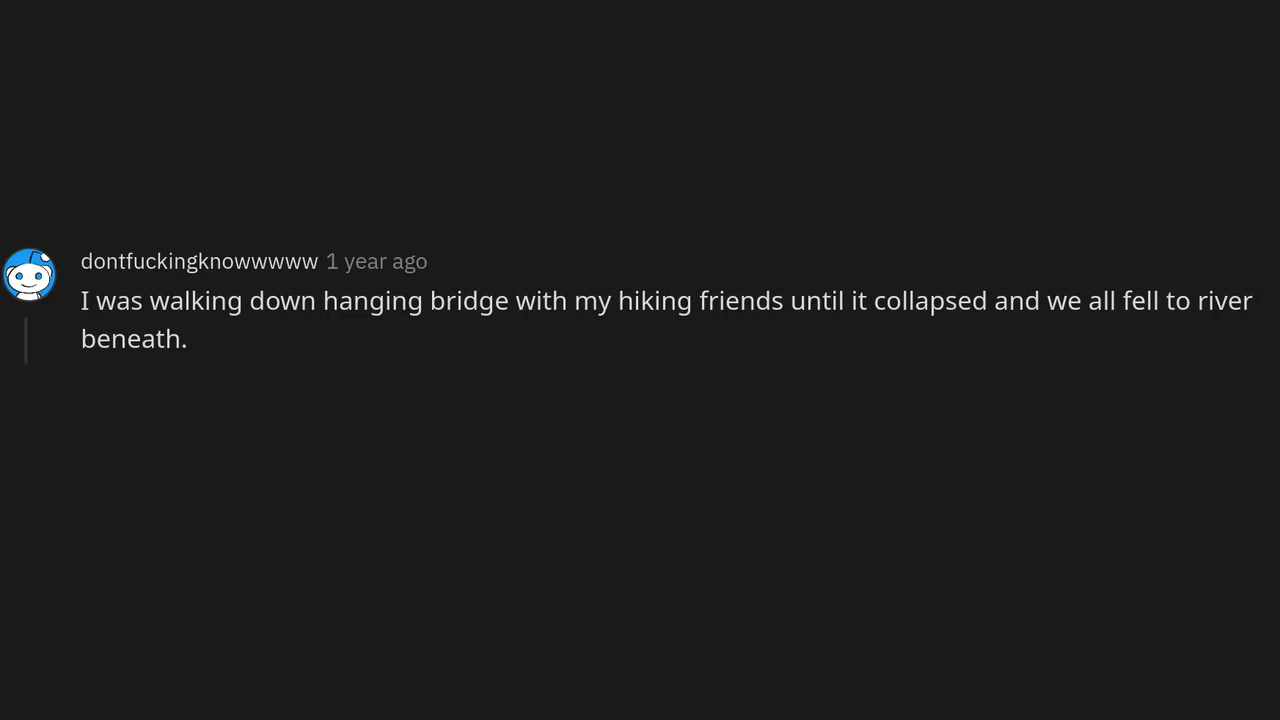 dontfuckingknowwwww 1 year ago
I was walking down hanging bridge with my hiking friends until it collapsed and we all fell to river
beneath.